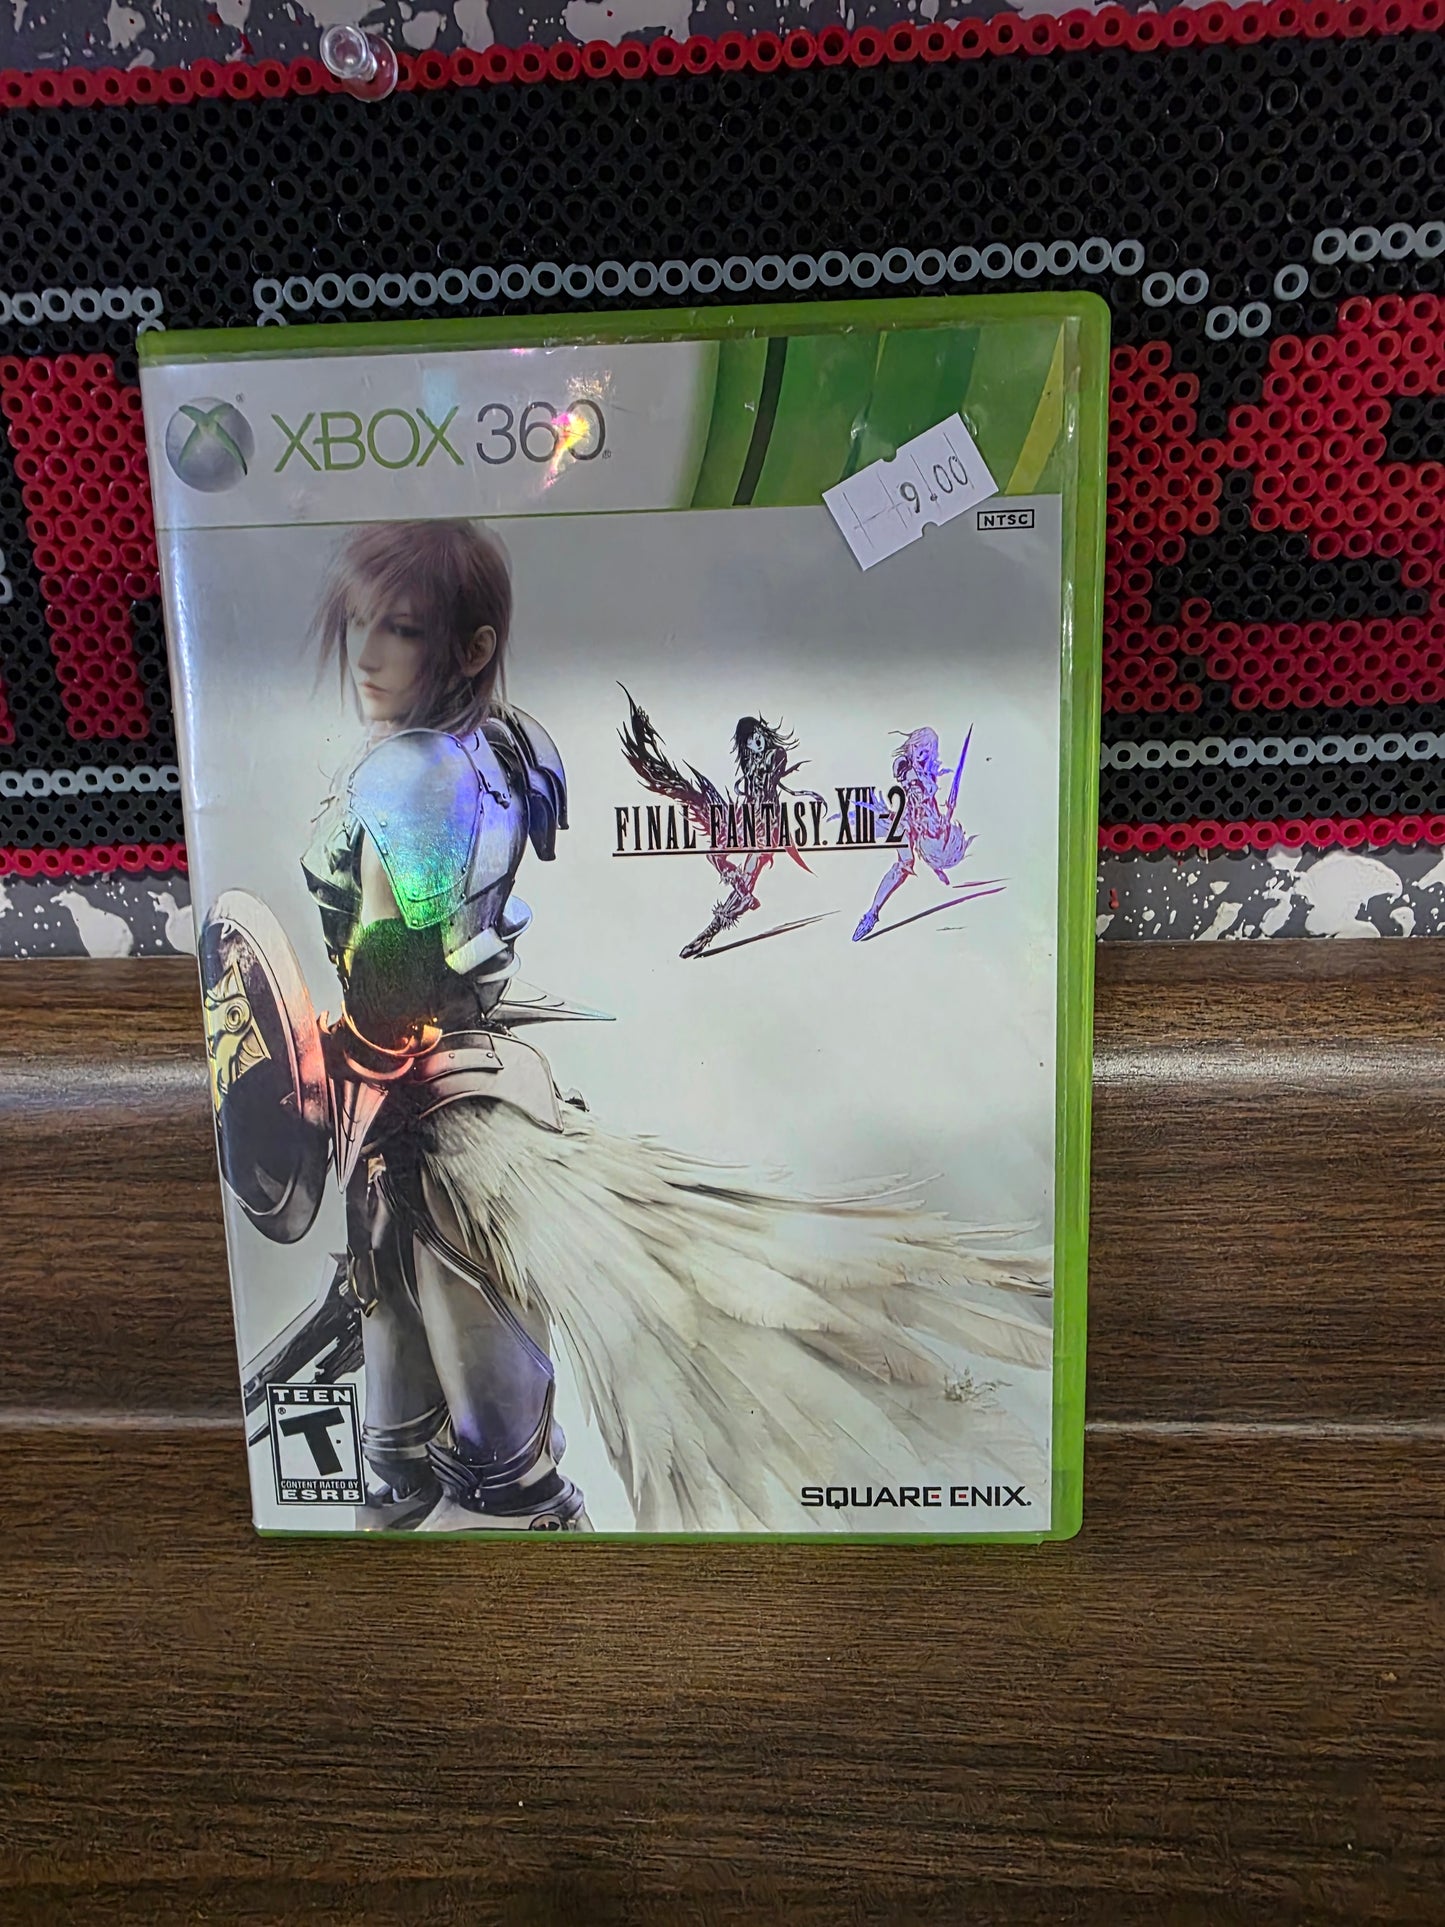 XBOX 360
9.00
NTSC
FINAL FANTASY. XIII-2
TEEN
T
CONTENT RATED BY
ESRB
SQUARE ENIX.